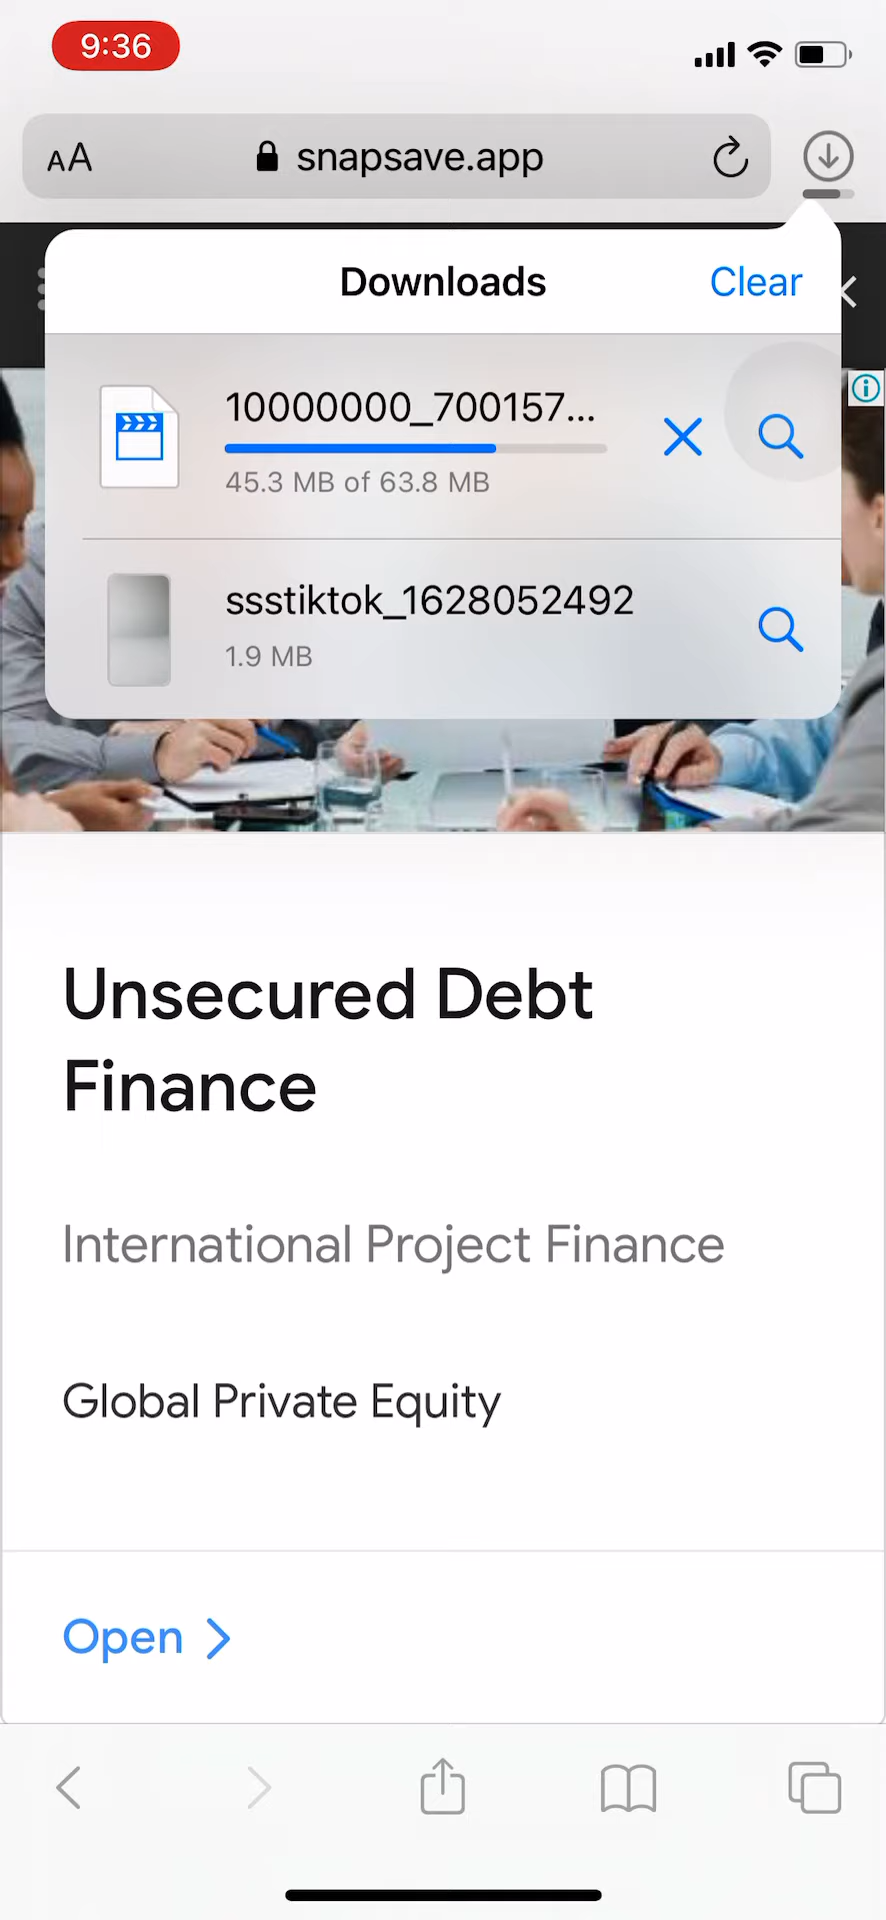 9:36
AA snapsave.app
Downloads Clear
10000000_700157...
45.3 MB of 63.8 MB
ssstiktok_1628052492
1.9 MB
Unsecured Debt
Finance
International Project Finance
Global Private Equity
Open